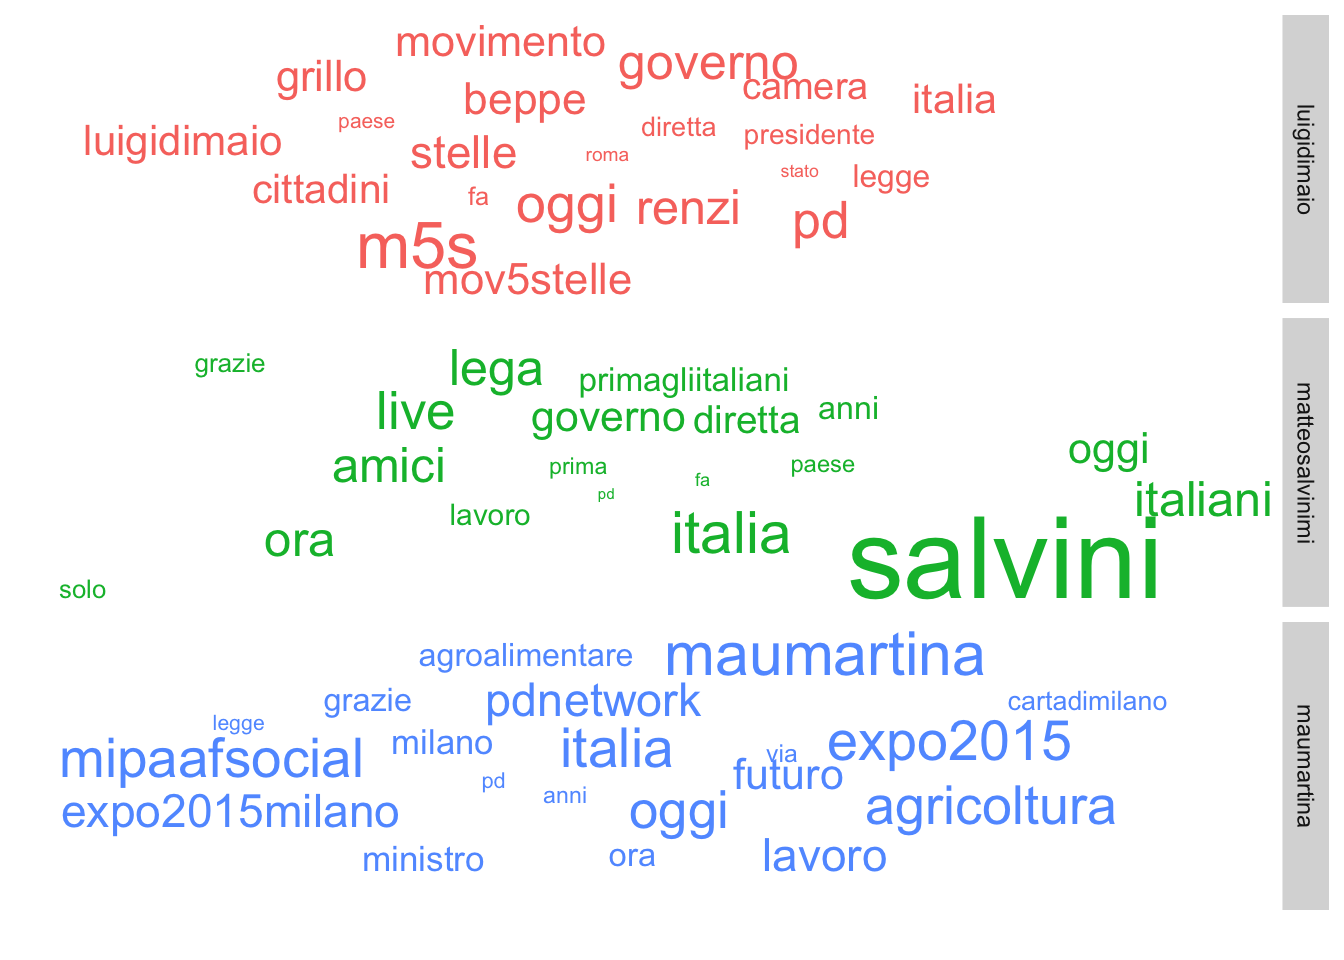 movimento
governo
grillo
camera
beppe
italia
paese
luigidimaio
diretta
presidente
stelle
roma
stato
legge
cittadini
fa
oggi
renzi
pd
m5s
mov5stelle
luigidimaio
grazie
lega
primagliitaliani
live
governo
diretta
anni
oggi
amici
prima
paese
fa
pd
italiani
lavoro
ora
italia
salvini
solo
matteosalvinimi
agroalimentare
maumartina
grazie
pdnetwork
cartadimilano
legge
milano
mipaafsocial
italia
via
expo2015
futuro
pd
anni
expo2015milano
oggi
agricoltura
ministro
ora
lavoro
maumartina